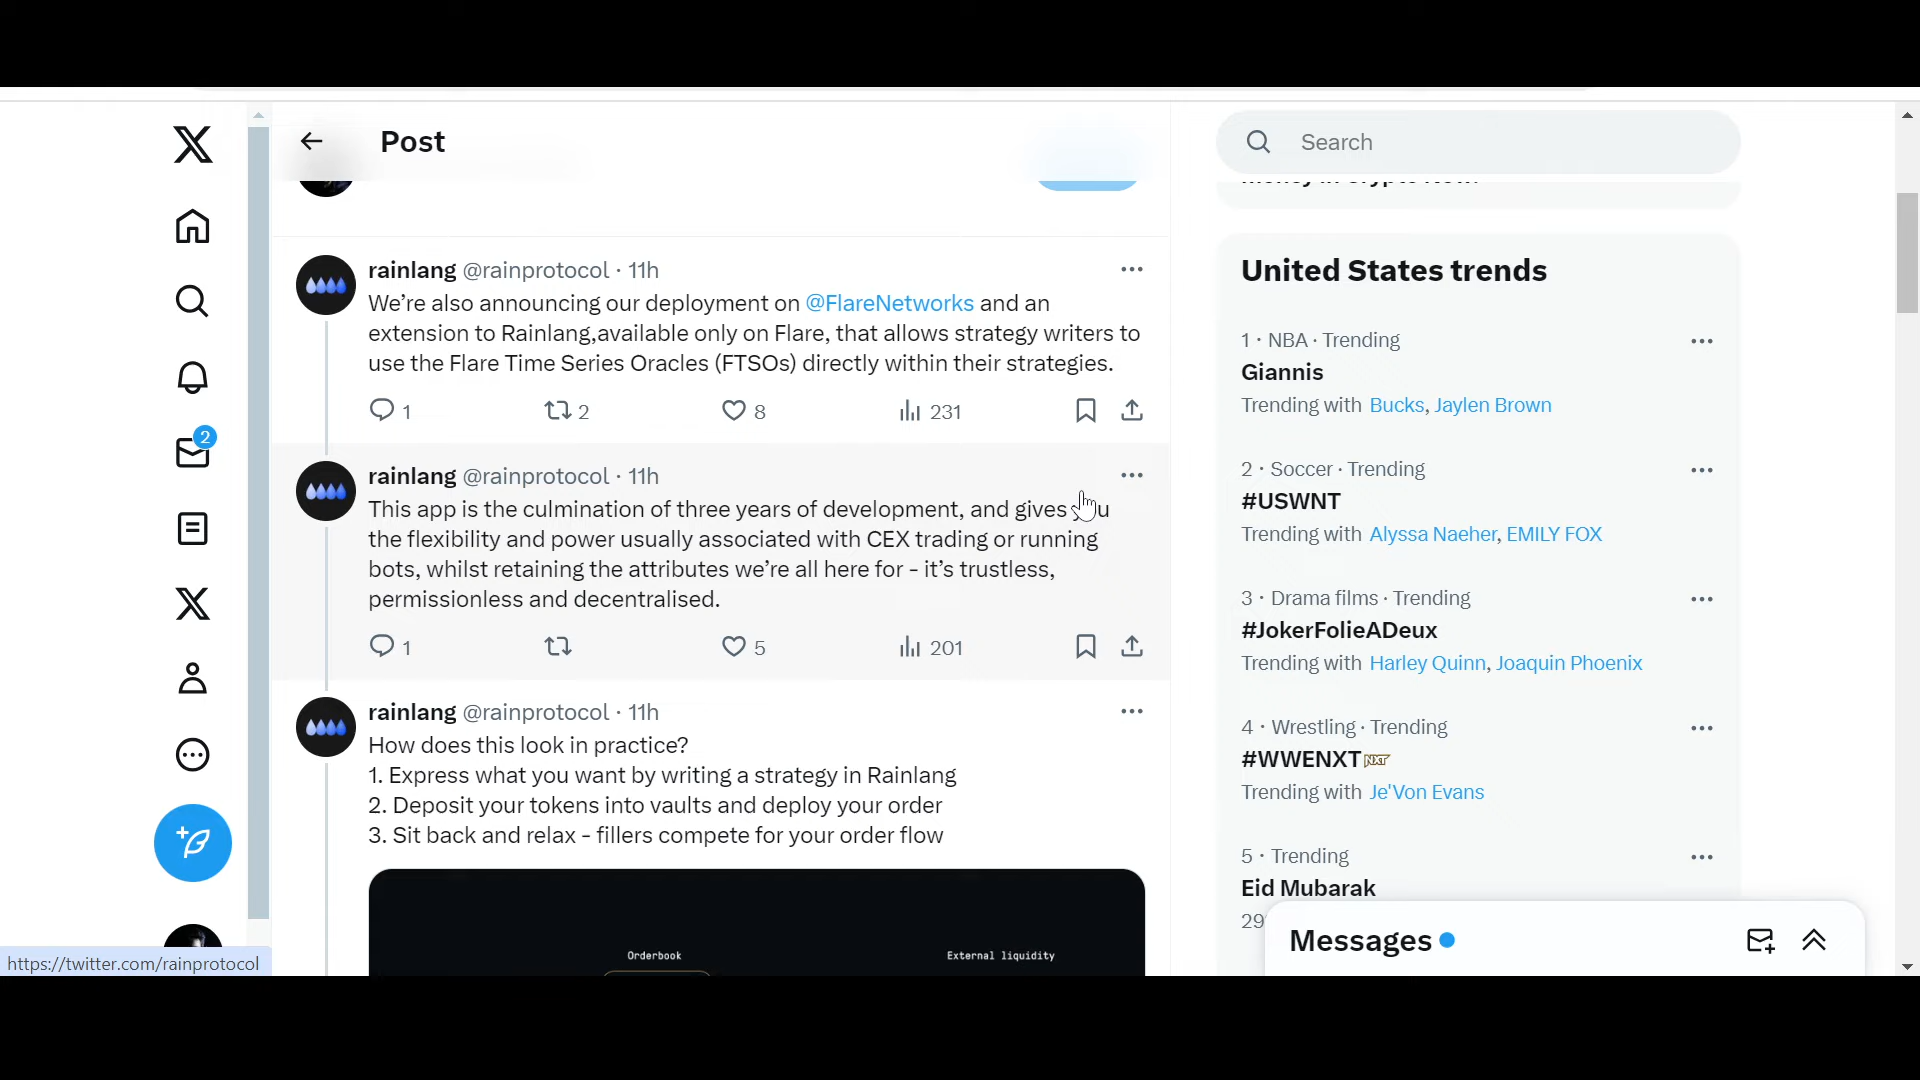 Post
rainlang @rainprotocol · 11h
We're also announcing our deployment on @FlareNetworks and an
extension to Rainlang,available only on Flare, that allows strategy writers to
use the Flare Time Series Oracles (FTSOs) directly within their strategies.
1 2 8 231
rainlang @rainprotocol · 11h
This app is the culmination of three years of development, and gives you
the flexibility and power usually associated with CEX trading or running
bots, whilst retaining the attributes we're all here for - it's trustless,
permissionless and decentralised.
1 5 201
rainlang @rainprotocol · 11h
How does this look in practice?
1. Express what you want by writing a strategy in Rainlang
2. Deposit your tokens into vaults and deploy your order
3. Sit back and relax - fillers compete for your order flow
Orderbook External liquidity
2
https://twitter.com/rainprotocol
Search
United States trends
1 · NBA · Trending
Giannis
Trending with Bucks, Jaylen Brown
2 · Soccer · Trending
#USWNT
Trending with Alyssa Naeher, EMILY FOX
3 · Drama films · Trending
#JokerFolieADeux
Trending with Harley Quinn, Joaquin Phoenix
4 · Wrestling · Trending
#WWENXT NXT
Trending with Je'Von Evans
5 · Trending
Eid Mubarak
Messages